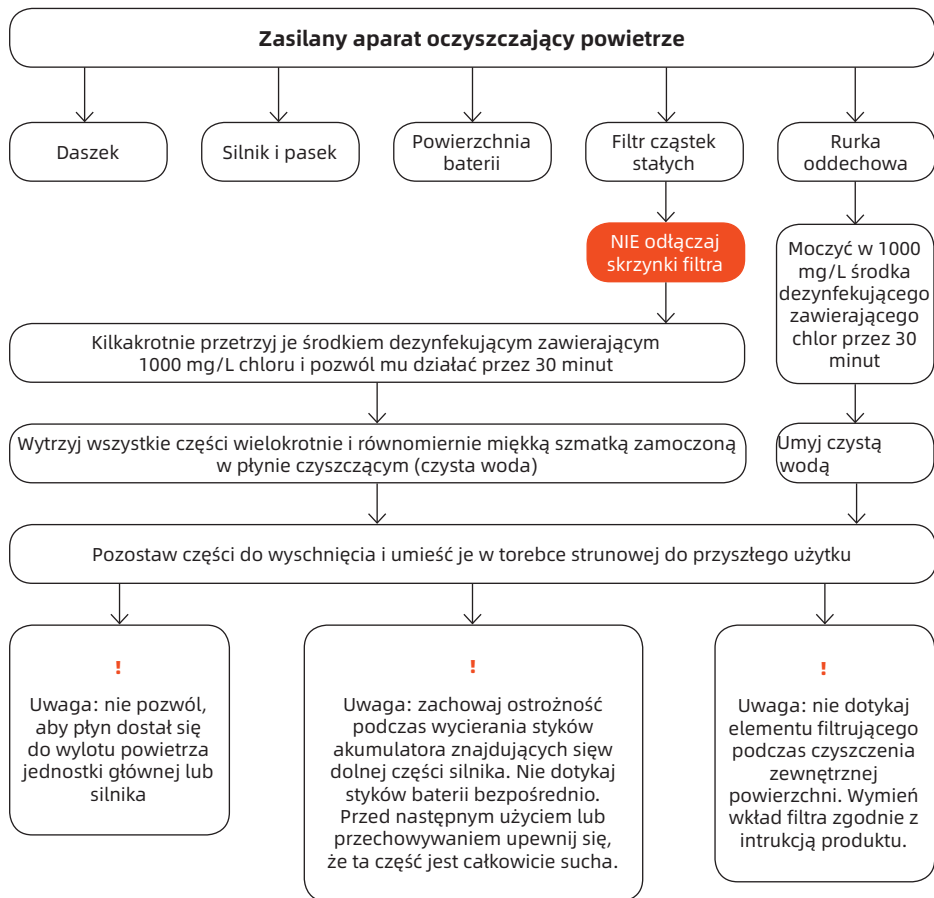 Zasilany aparat oczyszczający powietrze
Daszek
Silnik i pasek
Powierzchnia
baterii
Filtr cząstek
stałych
Rurka
oddechowa
NIE odłączaj
skrzynki filtra
Moczyć w 1000
mg/L środka
dezynfekującego
zawierającego
chlor przez 30
minut
Kilkakrotnie przetrzyj je środkiem dezynfekującym zawierającym
1000 mg/L chloru i pozwól mu działać przez 30 minut
Wytrzyj wszystkie części wielokrotnie i równomiernie miękką szmatką zamoczoną
w płynie czyszczącym (czysta woda)
Umyj czystą
wodą
Pozostaw części do wyschnięcia i umieść je w torebce strunowej do przyszłego użytku
!
Uwaga: nie pozwól,
aby płyn dostał się
do wylotu powietrza
jednostki głównej lub
silnika
!
Uwaga: zachowaj ostrożność
podczas wycierania styków
akumulatora znajdujących sięw
dolnej części silnika. Nie dotykaj
styków baterii bezpośrednio.
Przed następnym użyciem lub
przechowywaniem upewnij się,
że ta część jest całkowicie sucha.
!
Uwaga: nie dotykaj
elementu filtrującego
podczas czyszczenia
zewnętrznej
powierzchni. Wymień
wkład filtra zgodnie z
intrukcją produktu.